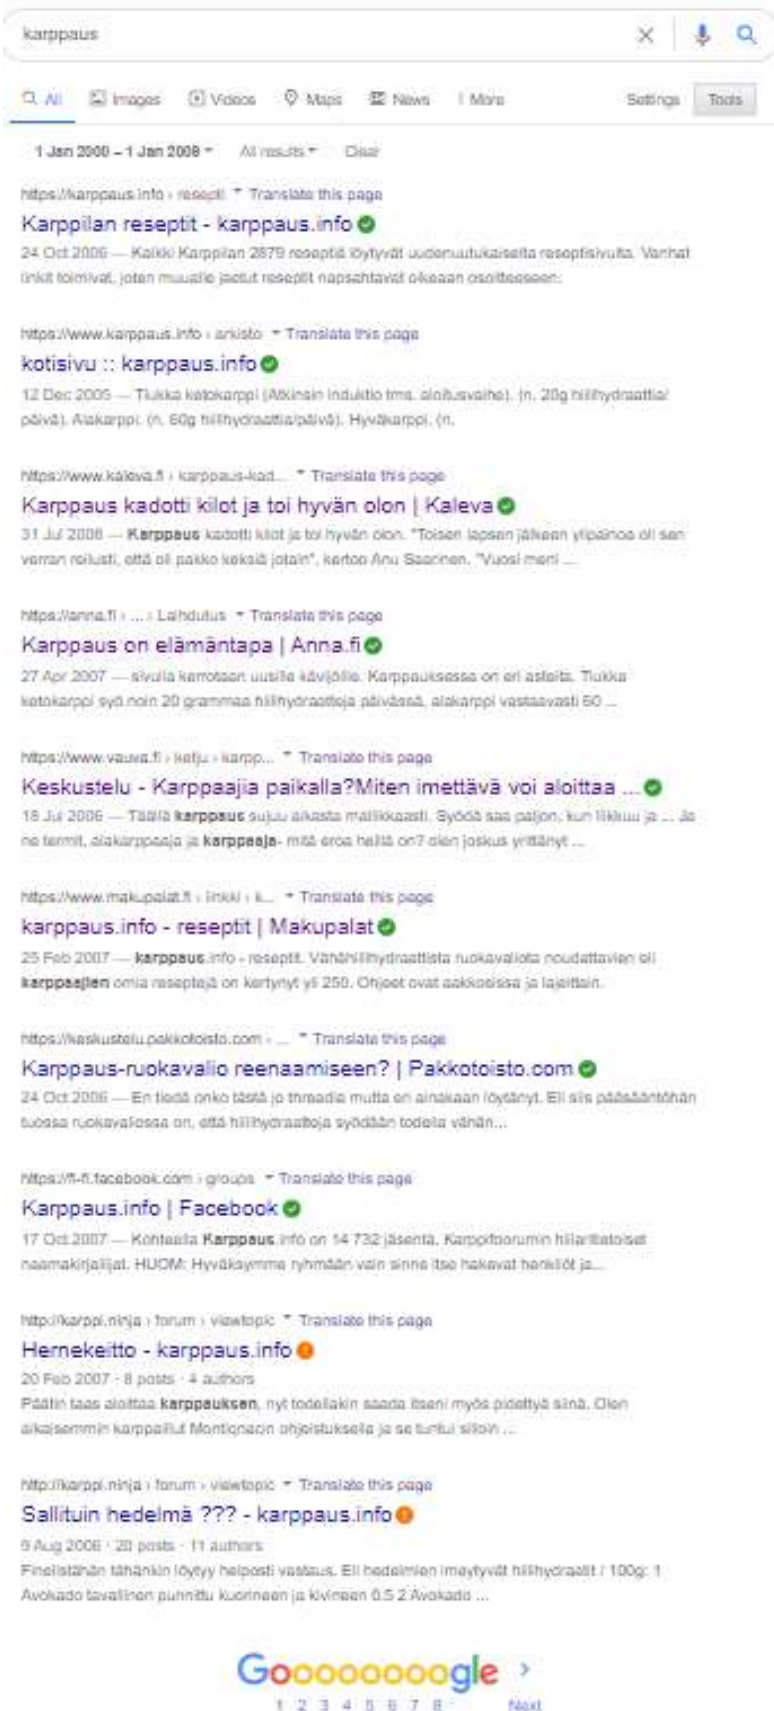 karppaus
All Images Videos Maps News More Settings Tools
1 Jan 2000 – 1 Jan 2009 All results Clear
https://karppaus.info › resepti Translate this page
Karppilan reseptit - karppaus.info
24 Oct 2006 — Kaikki Karppilan 2879 reseptiä löytyvät uudenuutukaiselta reseptisivulta. Vanhat
linkit toimivat, joten muualle jaetut reseptit napsahtavat oikeaan osoitteeseen:
https://www.karppaus.info › arkisto Translate this page
kotisivu :: karppaus.info
12 Dec 2005 — Tiukka ketokarppi (Atkinsin induktio tms. aloitusvaihe). (n. 20g hiilihydraattia/
päivä). Alakarppi. (n. 60g hiilihydraattia/päivä). Hyväkarppi. (n.
https://www.kaleva.fi › karppaus-kad... Translate this page
Karppaus kadotti kilot ja toi hyvän olon | Kaleva
31 Jul 2008 — Karppaus kadotti kilot ja toi hyvän olon. "Toisen lapsen jälkeen ylipainoa oli sen
verran reilusti, että oli pakko keksiä jotain", kertoo Anu Saarinen. "Vuosi meni ...
https://anna.fi › ... › Laihdutus Translate this page
Karppaus on elämäntapa | Anna.fi
27 Apr 2007 — sivulla kerrotaan uusille kävijöille. Karppauksessa on eri asteita. Tiukka
ketokarppi syö noin 20 grammaa hiilihydraatteja päivässä, alakarppi vastaavasti 60 ...
https://www.vauva.fi › ketju › karpp... Translate this page
Keskustelu - Karppaajia paikalla?Miten imettävä voi aloittaa ...
18 Jul 2006 — Täällä karppaus sujuu aikasta mallikkaasti. Syödä saa paljon, kun liikkuu ja ... Ja
ne termit, alakarppaaja ja karppaaja- mitä eroa heillä on? olen joskus yrittänyt ...
https://www.makupalat.fi › linkki › k... Translate this page
karppaus.info - reseptit | Makupalat
25 Feb 2007 — karppaus.info - reseptit. Vähähiilihydraattista ruokavaliota noudattavien eli
karppaajien omia reseptejä on kertynyt yli 250. Ohjeet ovat aakkosissa ja lajeittain.
https://keskustelu.pakkotoisto.com › ... Translate this page
Karppaus-ruokavalio reenaamiseen? | Pakkotoisto.com
24 Oct 2006 — En tiedä onko tästä jo threadia mutta en ainakaan löytänyt. Eli siis pääsääntöhän
tuossa ruokavaliossa on, että hiilihydraatteja syödään todella vähän...
https://fi-fi.facebook.com › groups Translate this page
Karppaus.info | Facebook
17 Oct 2007 — Kohteella Karppaus.info on 14 732 jäsentä. Karppifoorumin hiilaritietoiset
naamakirjailijat. HUOM: Hyväksymme ryhmään vain sinne itse hakevat henkilöt ja...
http://karppi.ninja › forum › viewtopic Translate this page
Hernekeitto - karppaus.info
20 Feb 2007 · 8 posts · 4 authors
Päätin taas aloittaa karppauksen, nyt todellakin saada itseni myös pidettyä siinä. Olen
aikaisemmin karppaillut Montignacin ohjeistuksella ja se tuntui silloin ...
http://karppi.ninja › forum › viewtopic Translate this page
Sallituin hedelmä ??? - karppaus.info
9 Aug 2006 · 20 posts · 11 authors
Finelistähän tähänkin löytyy helposti vastaus. Eli hedelmien imeytyvät hiilihydraatit / 100g: 1
Avokado tavallinen punnittu kuorineen ja kivineen 0.5 2 Avokado ...
Goooooooogle
1 2 3 4 5 6 7 8 Next